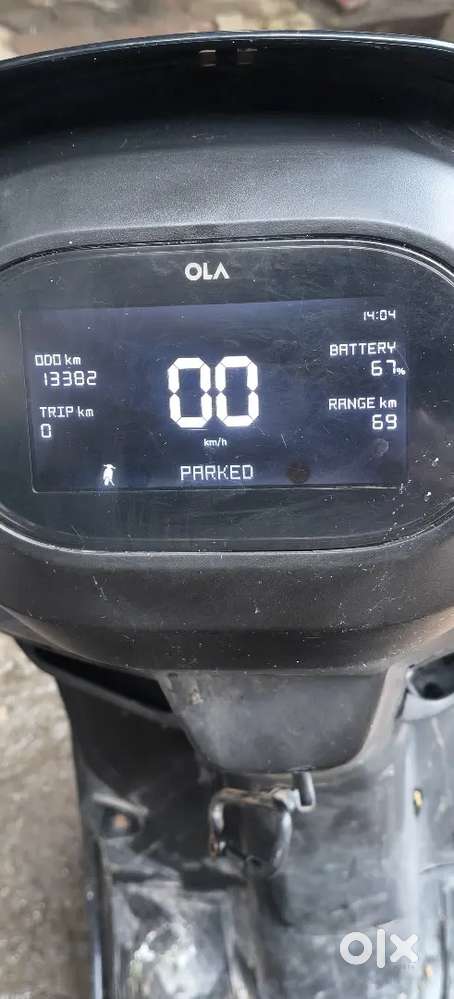 OLA
14:04
ODO km
13382
TRIP km
0
00
km/h
BATTERY
67%
RANGE km
69
PARKED
olx